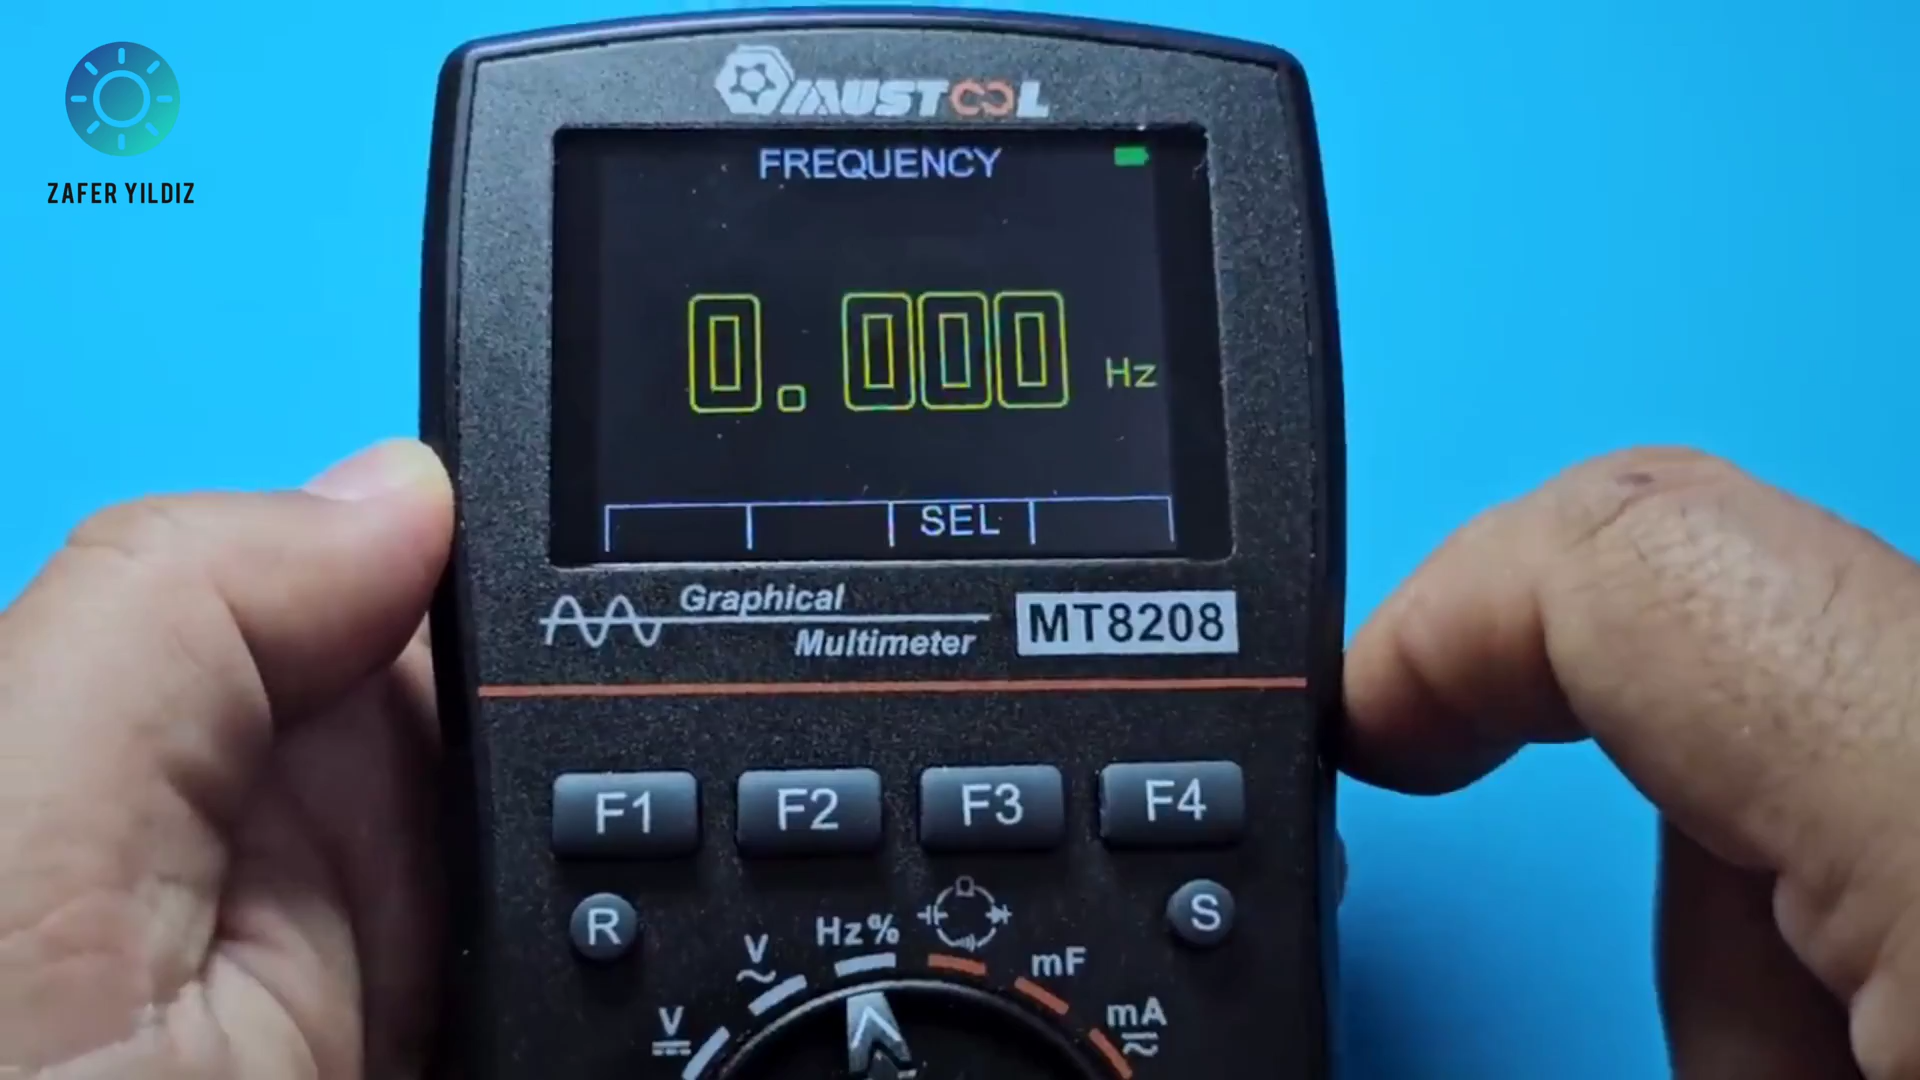 ZAFER YILDIZ
MUSTOOL
FREQUENCY
0.000 Hz
SEL
Graphical
Multimeter
MT8208
F1 F2 F3 F4
R
S
Hz%
V
mF
V
mA